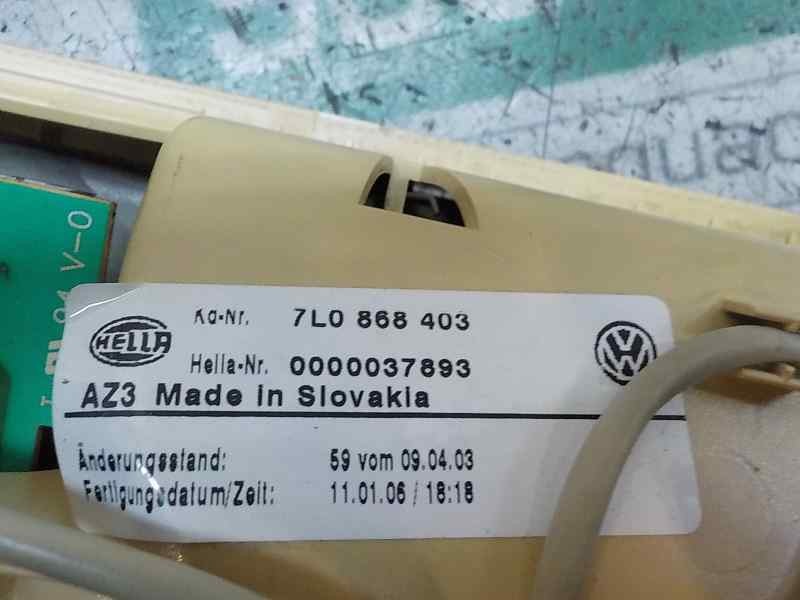 V-0
HELLA
Kd-Nr. 7L0 868 403
Hella-Nr. 0000037893
AZ3 Made in Slovakia
Änderungsstand: 59 vom 09.04.03
Fertigungsdatum/Zeit: 11.01.06 / 18:18